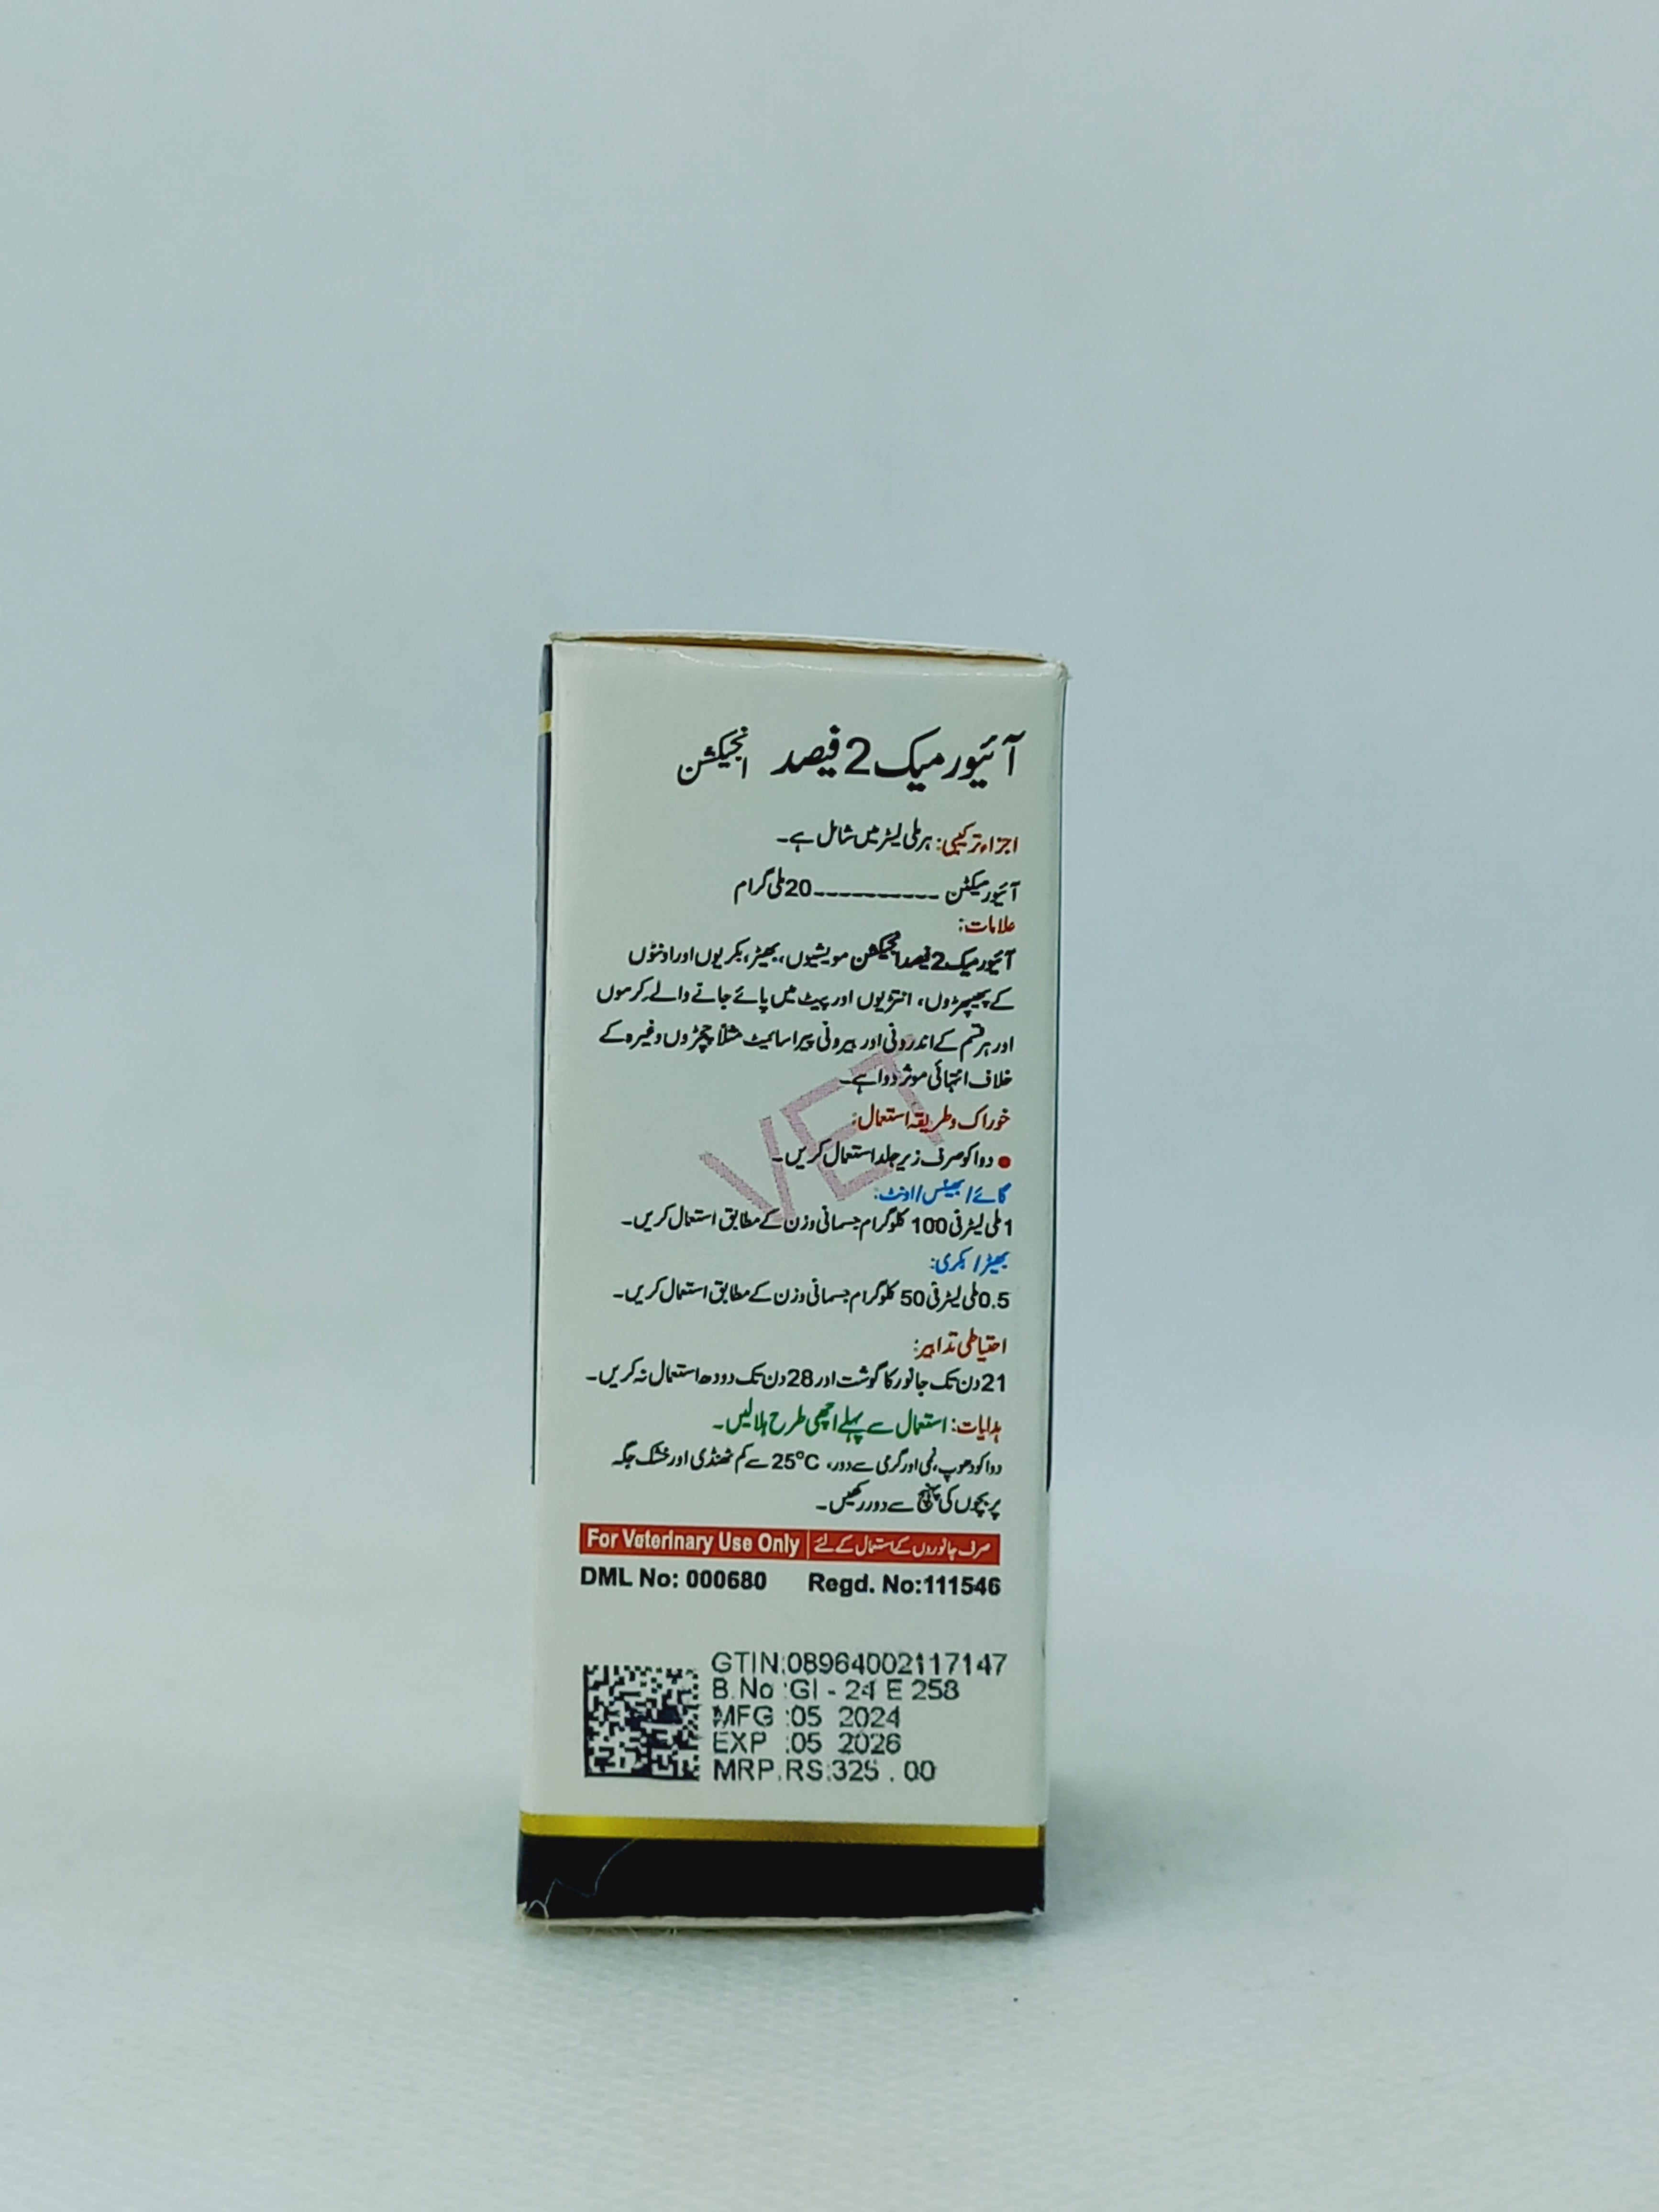 آئیورمیک 2 فیصد انجیکشن
اجزاء ترکیبی: ہر ملی لیٹر میں شامل ہے۔
آئیورمیکٹن ----------20 ملی گرام
علامات:
آئیورمیک 2 فیصد انجیکشن مویشیوں، بھیڑ، بکریوں اور اونٹوں
کے پھیپھڑوں، انتڑیوں اور پیٹ میں پائے جانے والے کرموں
اور ہر قسم کے اندرونی اور بیرونی پیراسائیٹ مثلاً چچڑوں وغیرہ کے
خلاف انتہائی موثر دوا ہے۔
VET
خوراک و طریقہ استعمال:
● دوا کو صرف زیر جلد استعمال کریں۔
گائے / بھینس / اونٹ:
1 ملی لیٹر فی 100 کلوگرام جسمانی وزن کے مطابق استعمال کریں۔
بھیڑ / بکری:
0.5 ملی لیٹر فی 50 کلوگرام جسمانی وزن کے مطابق استعمال کریں۔
احتیاطی تدابیر:
21 دن تک جانور کا گوشت اور 28 دن تک دودھ استعمال نہ کریں۔
ہدایات: استعمال سے پہلے اچھی طرح ہلا لیں۔
دوا کو دھوپ، نمی اور گرمی سے دور، 25°C سے کم ٹھنڈی اور خشک جگہ
پر بچوں کی پہنچ سے دور رکھیں۔
For Veterinary Use Only | صرف جانوروں کے استعمال کے لئے
DML No: 000680 Regd. No:111546
GTIN:08964002117147
B.No :GI - 24 E 258
MFG :05 2024
EXP :05 2026
MRP.RS:325 . 00